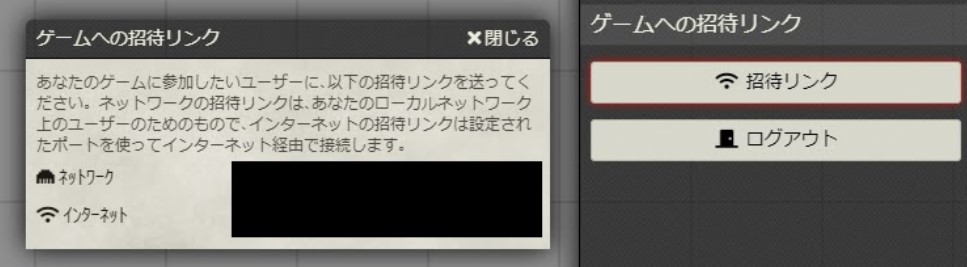 ゲームへの招待リンク
×閉じる
あなたのゲームに参加したいユーザーに、以下の招待リンクを送ってく
ださい。ネットワークの招待リンクは、あなたのローカルネットワーク
上のユーザーのためのもので、インターネットの招待リンクは設定され
たポートを使ってインターネット経由で接続します。
ネットワーク
インターネット
ゲームへの招待リンク
招待リンク
ログアウト